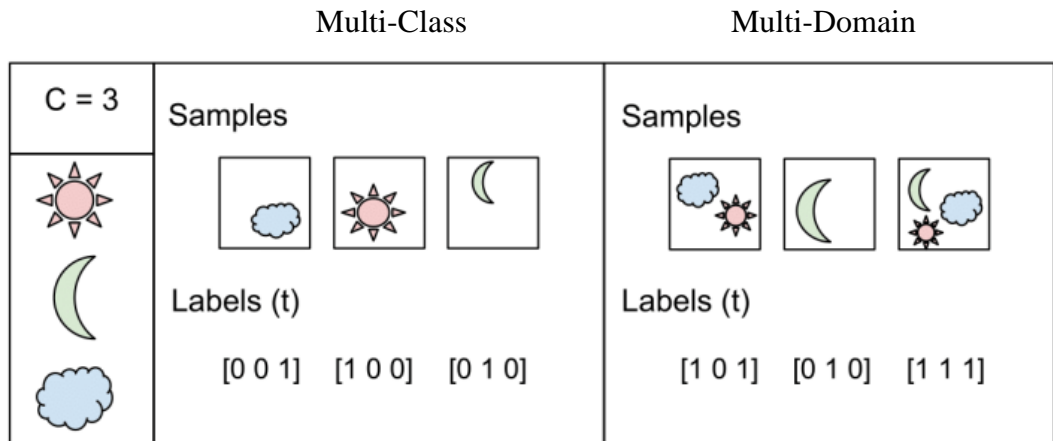 Multi-Class Multi-Domain
C = 3
Samples
Samples
Labels (t)
Labels (t)
[0 0 1] [1 0 0] [0 1 0]
[1 0 1] [0 1 0] [1 1 1]